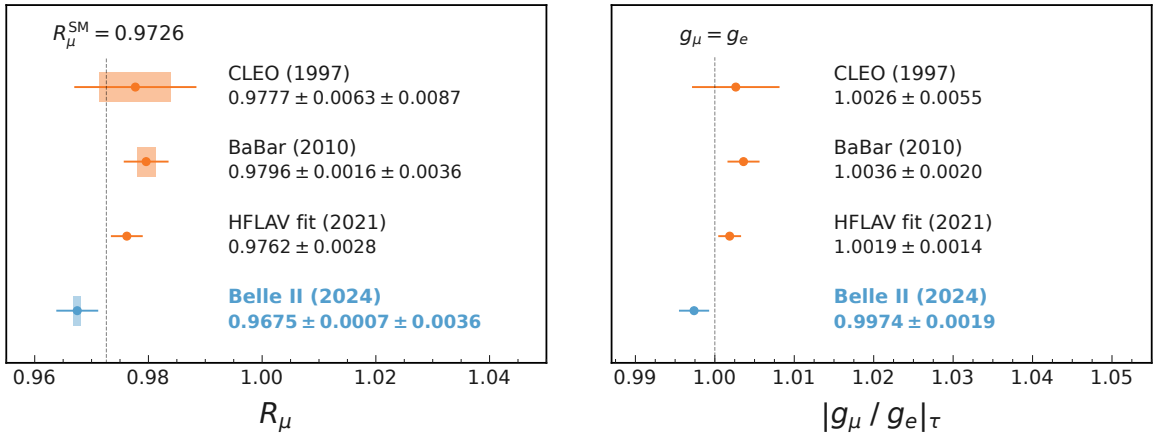 R_μ^SM = 0.9726
CLEO (1997)
0.9777 ± 0.0063 ± 0.0087
BaBar (2010)
0.9796 ± 0.0016 ± 0.0036
HFLAV fit (2021)
0.9762 ± 0.0028
Belle II (2024)
0.9675 ± 0.0007 ± 0.0036
0.96 0.98 1.00 1.02 1.04
R_μ
g_μ = g_e
CLEO (1997)
1.0026 ± 0.0055
BaBar (2010)
1.0036 ± 0.0020
HFLAV fit (2021)
1.0019 ± 0.0014
Belle II (2024)
0.9974 ± 0.0019
0.99 1.00 1.01 1.02 1.03 1.04 1.05
|g_μ / g_e|_τ